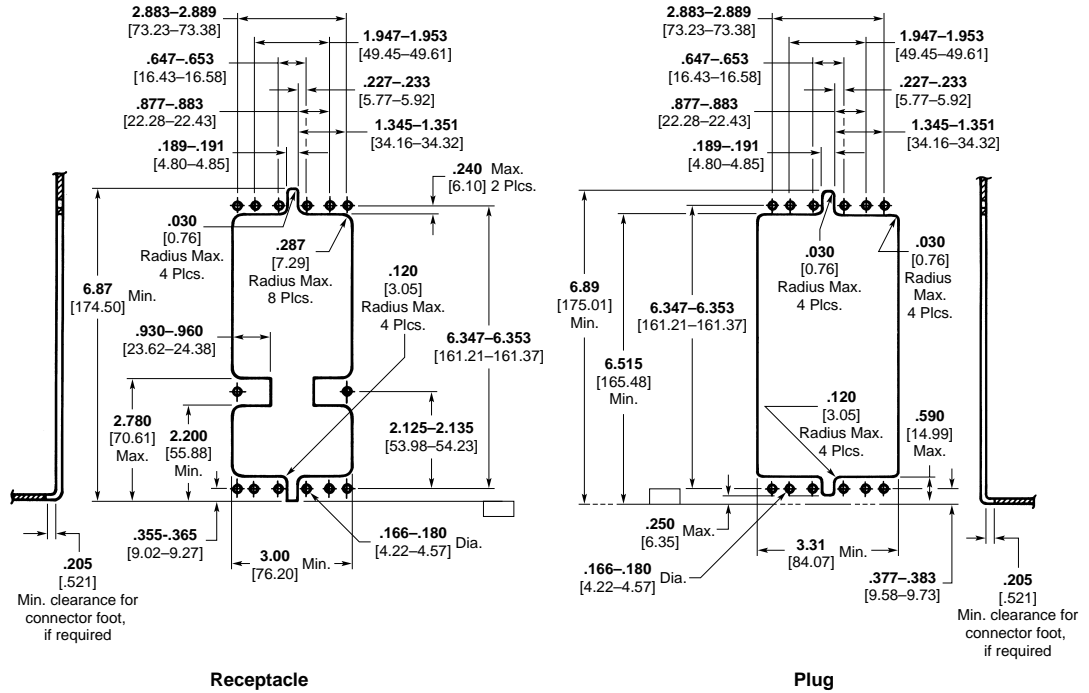 2.883–2.889
[73.23–73.38]
1.947–1.953
[49.45–49.61]
.647–.653
[16.43–16.58]
.227–.233
[5.77–5.92]
.877–.883
[22.28–22.43]
1.345–1.351
[34.16–34.32]
.189–.191
[4.80–4.85]
.240 Max.
[6.10] 2 Plcs.
.030
[0.76]
Radius Max.
4 Plcs.
.287
[7.29]
Radius Max.
8 Plcs.
.120
[3.05]
Radius Max.
4 Plcs.
6.87
[174.50] Min.
.930–.960
[23.62–24.38]
6.347–6.353
[161.21–161.37]
2.780
[70.61]
Max.
2.200
[55.88]
Min.
2.125–2.135
[53.98–54.23]
.355-.365
[9.02–9.27]
3.00
[76.20] Min.
.166–.180
[4.22–4.57] Dia.
.205
[.521]
Min. clearance for
connector foot,
if required
Receptacle
2.883–2.889
[73.23–73.38]
1.947–1.953
[49.45–49.61]
.647–.653
[16.43–16.58]
.227–.233
[5.77–5.92]
.877–.883
[22.28–22.43]
1.345–1.351
[34.16–34.32]
.189–.191
[4.80–4.85]
.030
[0.76]
Radius Max.
4 Plcs.
.030
[0.76]
Radius
Max.
4 Plcs.
6.89
[175.01]
Min.
6.347–6.353
[161.21–161.37]
6.515
[165.48]
Min.
.120
[3.05]
Radius Max.
4 Plcs.
.590
[14.99]
Max.
.250
[6.35] Max.
.166–.180
[4.22–4.57] Dia.
3.31
[84.07] Min.
.377–.383
[9.58–9.73]
.205
[.521]
Min. clearance for
connector foot,
if required
Plug